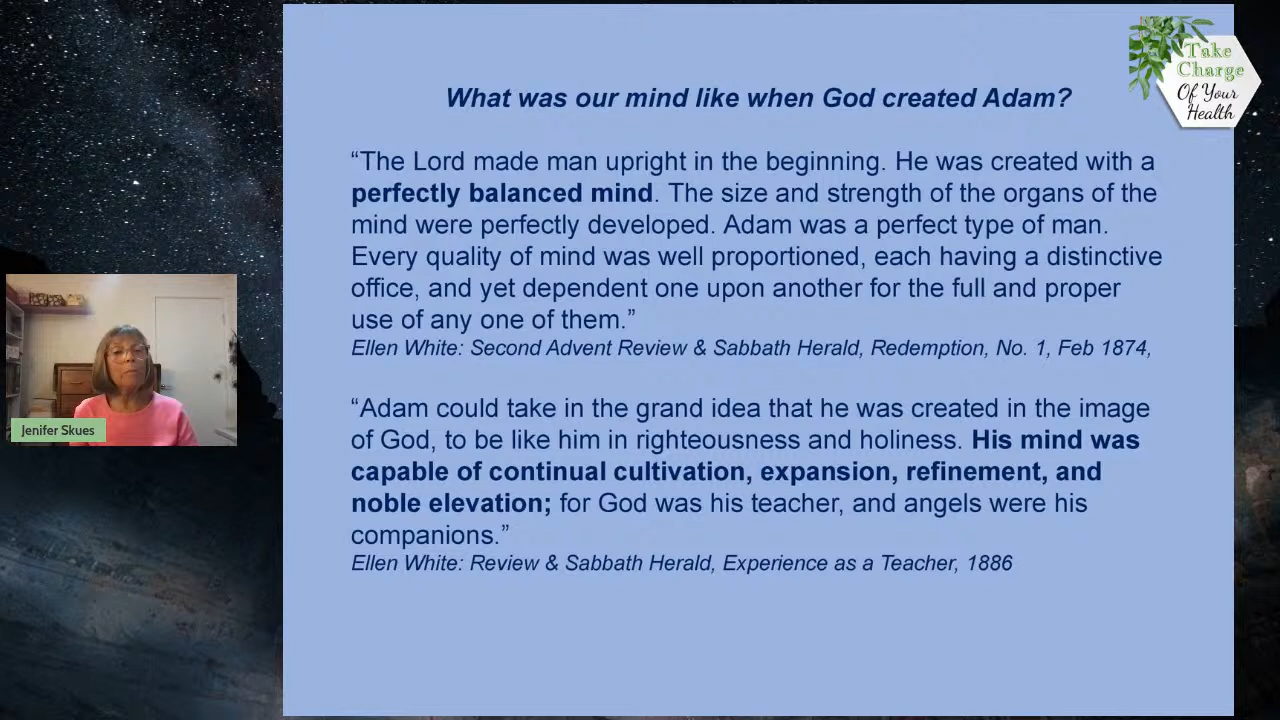 What was our mind like when God created Adam?
“The Lord made man upright in the beginning. He was created with a
perfectly balanced mind. The size and strength of the organs of the
mind were perfectly developed. Adam was a perfect type of man.
Every quality of mind was well proportioned, each having a distinctive
office, and yet dependent one upon another for the full and proper
use of any one of them.”
Ellen White: Second Advent Review & Sabbath Herald, Redemption, No. 1, Feb 1874,
“Adam could take in the grand idea that he was created in the image
of God, to be like him in righteousness and holiness. His mind was
capable of continual cultivation, expansion, refinement, and
noble elevation; for God was his teacher, and angels were his
companions.”
Ellen White: Review & Sabbath Herald, Experience as a Teacher, 1886
Take
Charge
Of Your
Health
Jenifer Skues